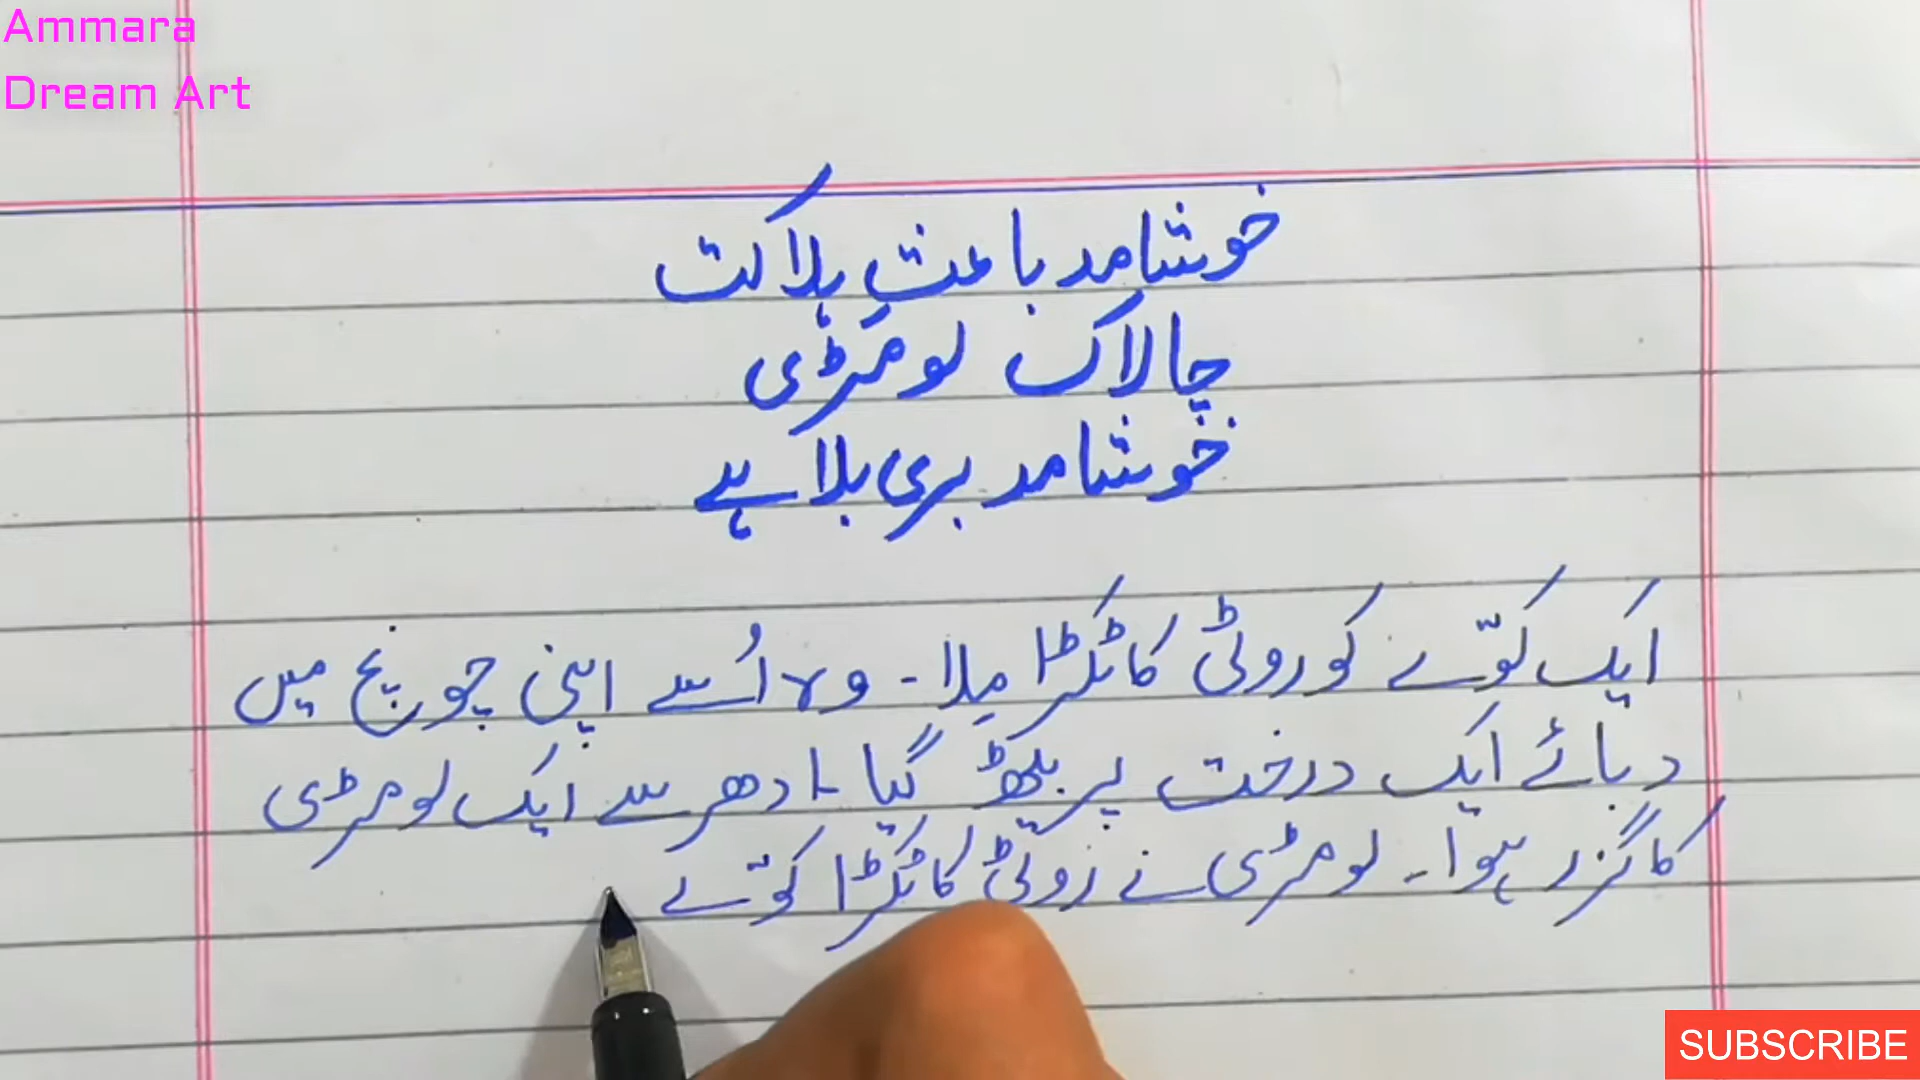 Ammara
Dream Art
خوشامد باعثِ ہلاکت
چالاک لومڑی
خوشامد بری بلا ہے
ایک کوّے کو روٹی کا ٹکڑا مِلا۔ وہ اُسے اپنی چونچ میں
دبائے ایک درخت پر بیٹھ گیا۔ ادھر سے ایک لومڑی
کا گزر ہوا۔ لومڑی نے روٹی کا ٹکڑا کوّے
SUBSCRIBE